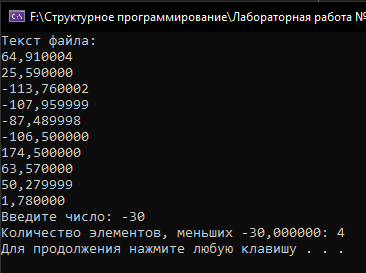 F:\Структурное программирование\Лабораторная работа №
Текст файла:
64,910004
25,590000
-113,760002
-107,959999
-87,489998
-106,500000
174,500000
63,570000
50,279999
1,780000
Введите число: -30
Количество элементов, меньших -30,000000: 4
Для продолжения нажмите любую клавишу . . .